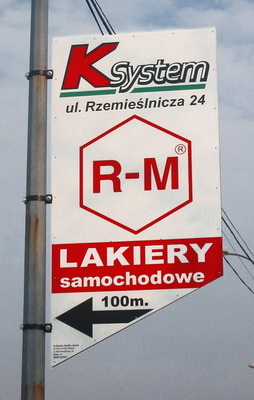 K System
ul. Rzemieślnicza 24
R-M®
LAKIERY
samochodowe
100m.